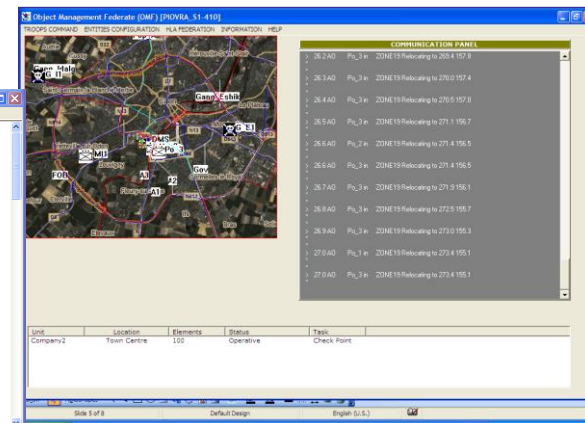 Object Management Federate (OMF) [PIOVRA_S1-410]
TROOPS COMMAND ENTITIES CONFIGURATION HLA FEDERATION INFORMATION HELP
COMMUNICATION PANEL
> 26.2 A0 Po_3 in ZONE19 Relocating to 269.4 157.8
> 26.3 A0 Po_3 in ZONE19 Relocating to 270.0 157.4
> 26.4 A0 Po_3 in ZONE19 Relocating to 270.5 157.0
> 26.5 A0 Po_3 in ZONE19 Relocating to 271.1 156.7
> 26.6 A0 Po_2 in ZONE19 Relocating to 271.4 156.5
> 26.6 A0 Po_3 in ZONE19 Relocating to 271.4 156.5
> 26.7 A0 Po_3 in ZONE19 Relocating to 271.9 156.1
> 26.8 A0 Po_3 in ZONE19 Relocating to 272.5 155.7
> 26.9 A0 Po_3 in ZONE19 Relocating to 273.0 155.3
> 27.0 A0 Po_1 in ZONE19 Relocating to 273.4 155.1
> 27.0 A0 Po_3 in ZONE19 Relocating to 273.4 155.1
Gang_Eshik
DMS
Po_3
MI3
FOB
A3
A2
A1
Gov
Unit Location Elements Status Task
Company2 Town Centre 100 Operative Check Point
Slide 5 of 8 Default Design English (U.S.)